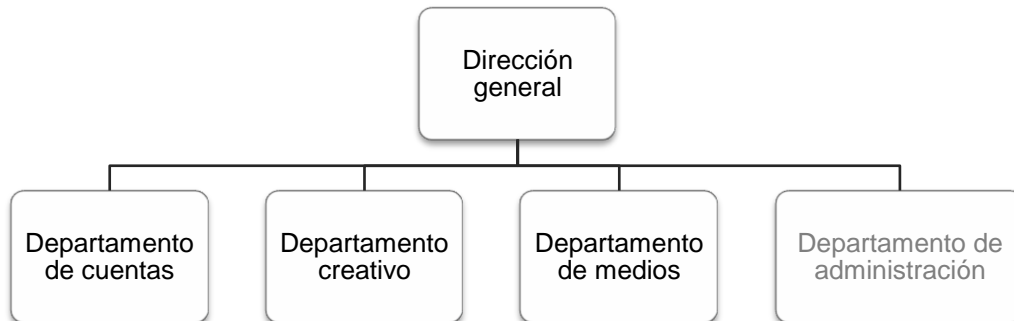 Dirección
general
Departamento
de cuentas
Departamento
creativo
Departamento
de medios
Departamento de
administración